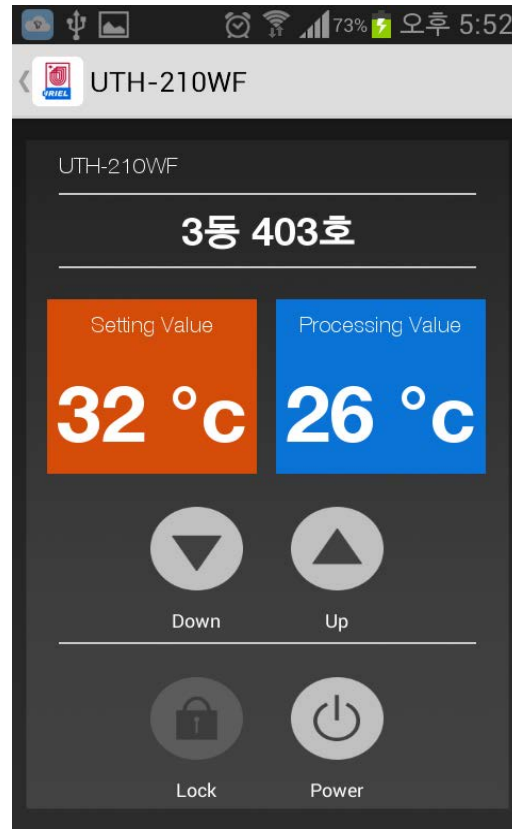 73% 오후 5:52
URIEL UTH-210WF
UTH-210WF
3동 403호
Setting Value Processing Value
32 °c 26 °c
Down Up
Lock Power